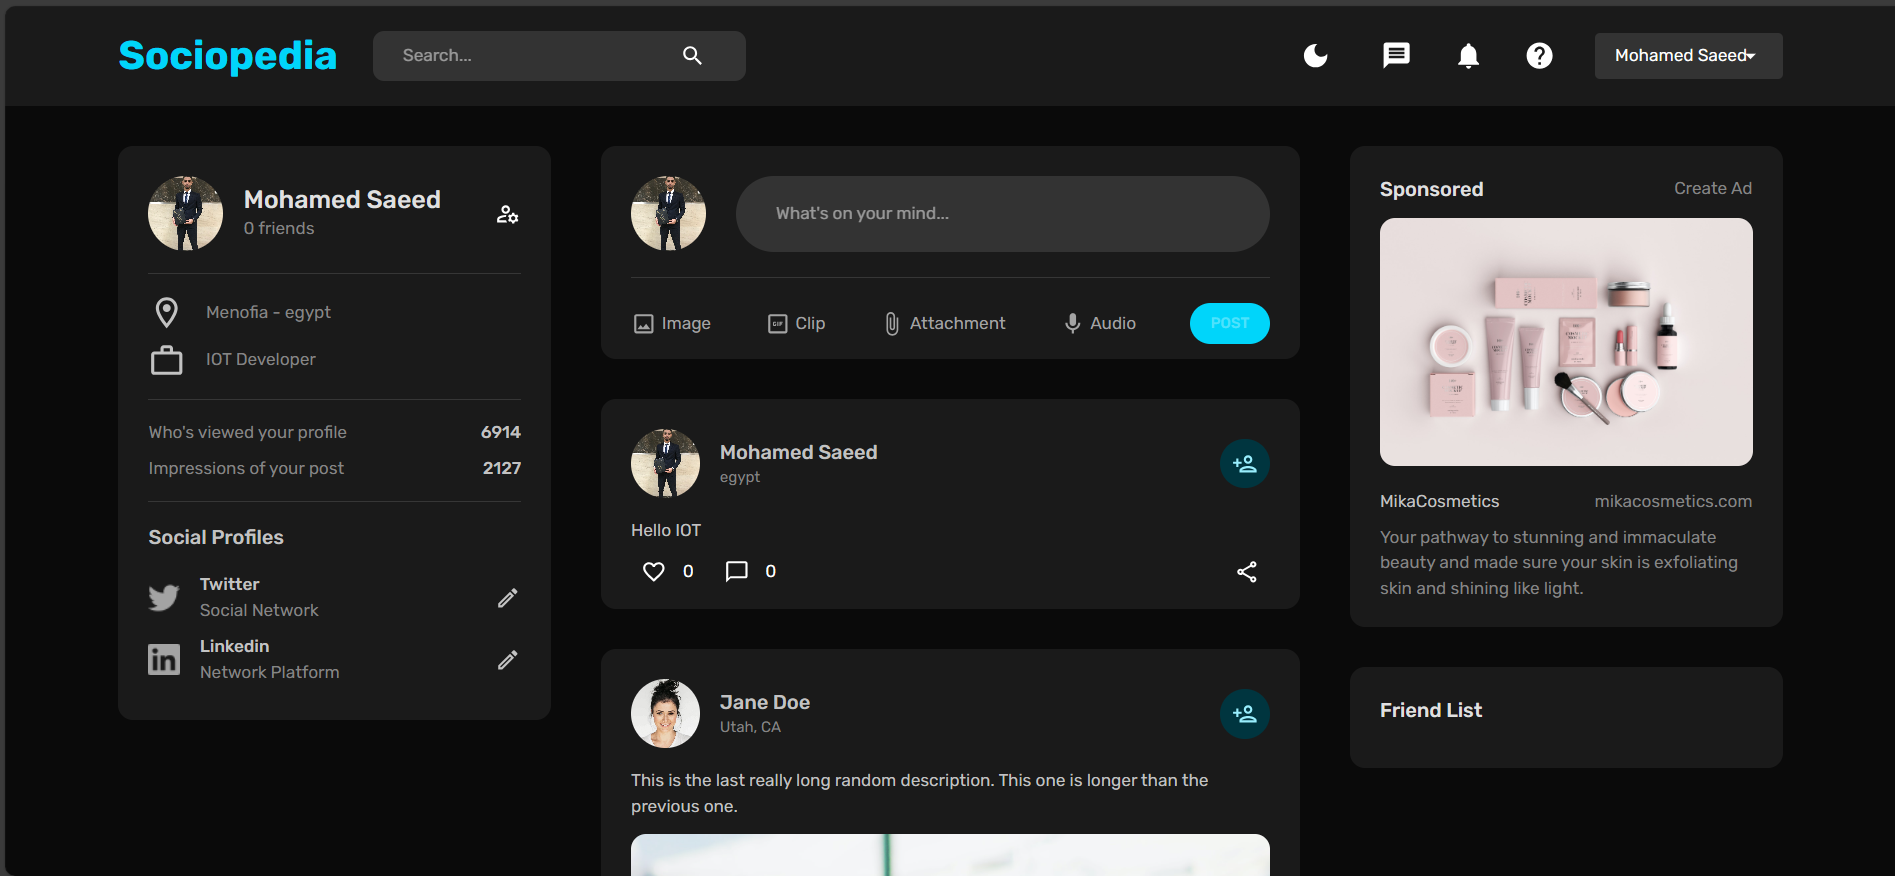 Sociopedia
Search...
Mohamed Saeed
Mohamed Saeed
0 friends
Menofia - egypt
IOT Developer
Who's viewed your profile 6914
Impressions of your post 2127
Social Profiles
Twitter
Social Network
Linkedin
Network Platform
What's on your mind...
Image GIF Clip Attachment Audio POST
Mohamed Saeed
egypt
Hello IOT
0 0
Jane Doe
Utah, CA
This is the last really long random description. This one is longer than the
previous one.
Sponsored Create Ad
MikaCosmetics mikacosmetics.com
Your pathway to stunning and immaculate
beauty and made sure your skin is exfoliating
skin and shining like light.
Friend List